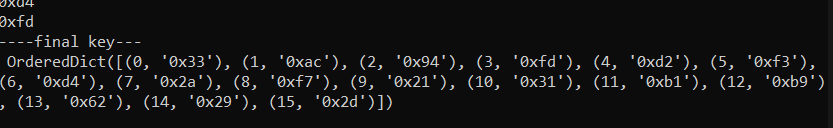 0xd4
0xfd
----final key---
 OrderedDict([(0, '0x33'), (1, '0xac'), (2, '0x94'), (3, '0xfd'), (4, '0xd2'), (5, '0xf3'),
(6, '0xd4'), (7, '0x2a'), (8, '0xf7'), (9, '0x21'), (10, '0x31'), (11, '0xb1'), (12, '0xb9')
, (13, '0x62'), (14, '0x29'), (15, '0x2d')])